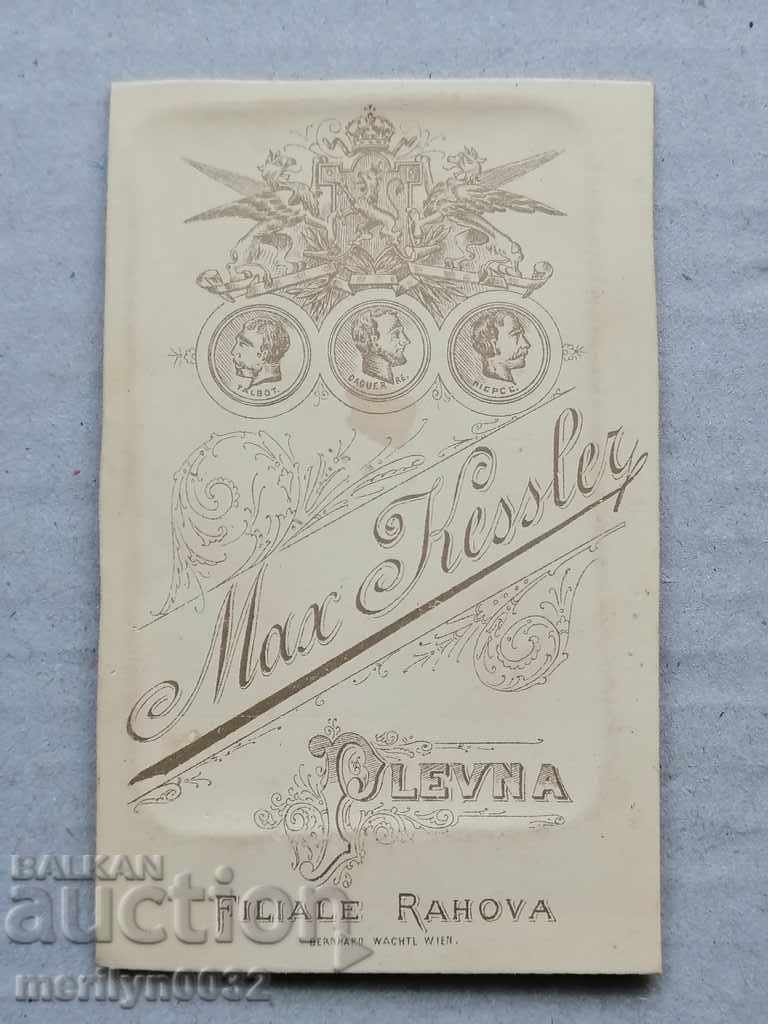 TALBOT.
DAGUERRE.
NIEPCE.
Max Kessler
PLEVNA
FILIALE RAHOVA
BERNHARD WACHTL WIEN.
BALKAN
auction
merilyn0032